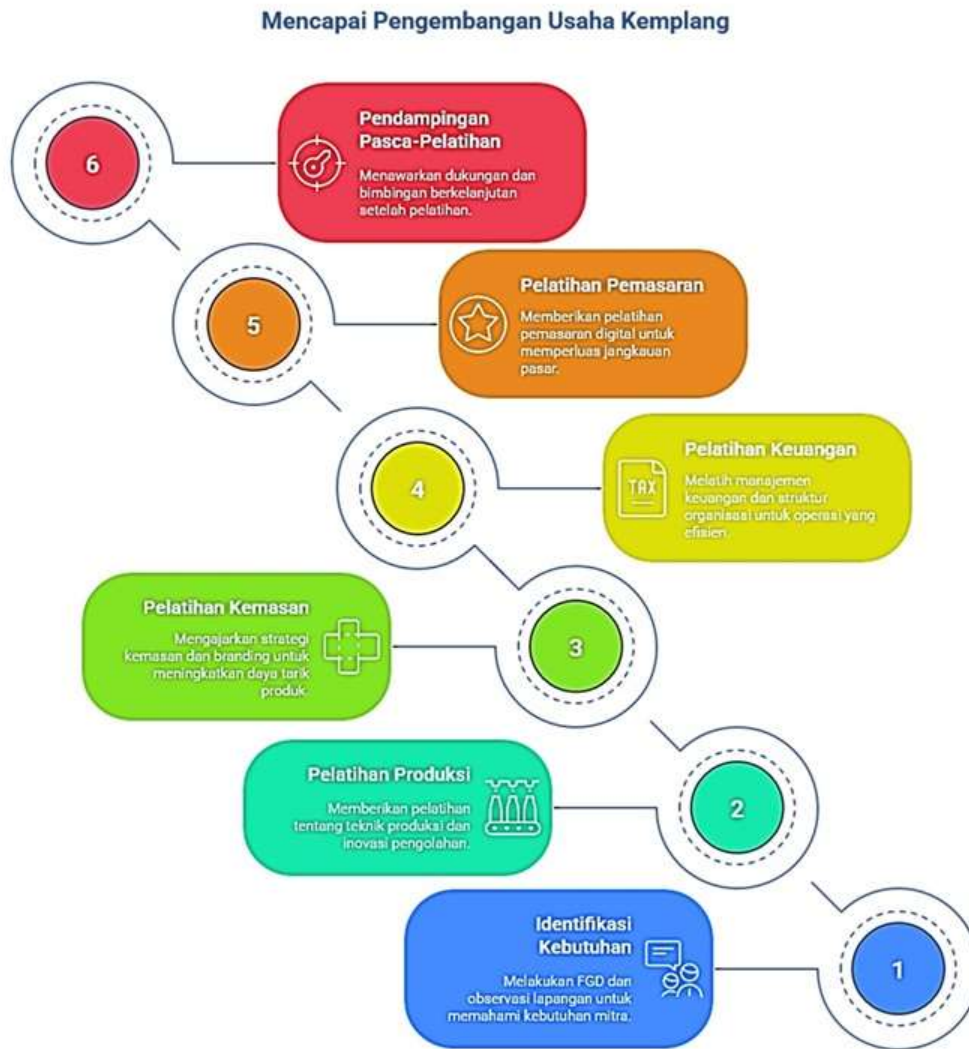 Mencapai Pengembangan Usaha Kemplang
6
Pendampingan
Pasca-Pelatihan
Menawarkan dukungan dan
bimbingan berkelanjutan
setelah pelatihan.
5
Pelatihan Pemasaran
Memberikan pelatihan
pemasaran digital untuk
memperluas jangkauan
pasar.
4
Pelatihan Keuangan
TAX
Melatih manajemen
keuangan dan struktur
organisasi untuk operasi yang
efisien.
Pelatihan Kemasan
Mengajarkan strategi
kemasan dan branding untuk
meningkatkan daya tarik
produk.
3
Pelatihan Produksi
Memberikan pelatihan
tentang teknik produksi dan
inovasi pengolahan.
2
Identifikasi
Kebutuhan
Melakukan FGD dan
observasi lapangan untuk
memahami kebutuhan mitra.
1